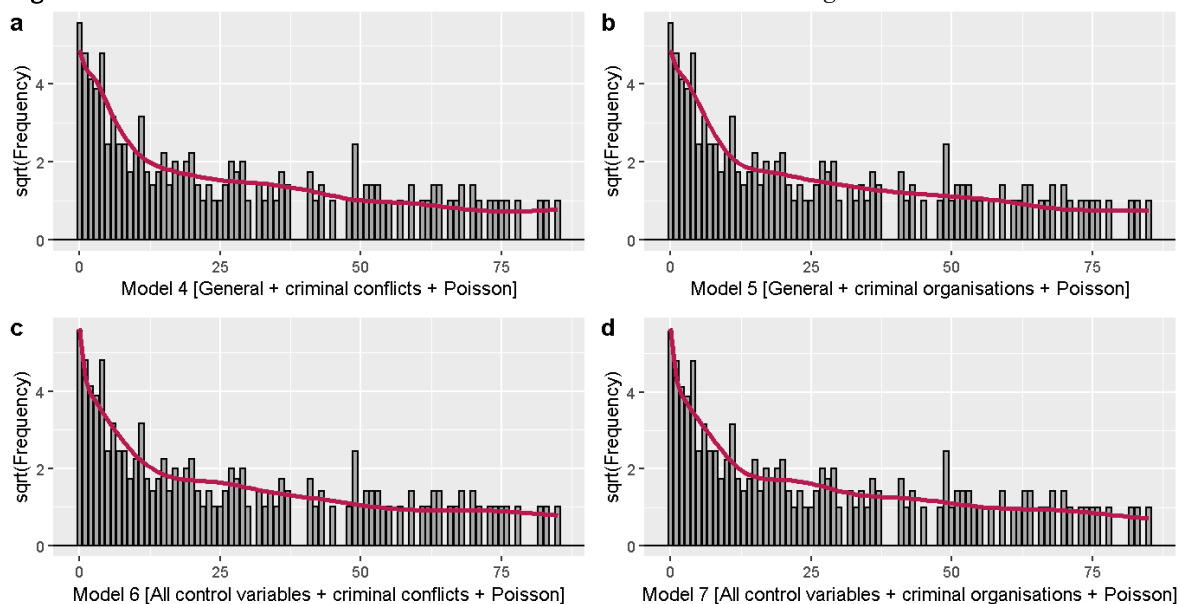 a
b
sqrt(Frequency)
4
2
0
0
25
50
75
Model 4 [General + criminal conflicts + Poisson]
sqrt(Frequency)
4
2
0
0
25
50
75
Model 5 [General + criminal organisations + Poisson]
c
d
sqrt(Frequency)
4
2
0
0
25
50
75
Model 6 [All control variables + criminal conflicts + Poisson]
sqrt(Frequency)
4
2
0
0
25
50
75
Model 7 [All control variables + criminal organisations + Poisson]